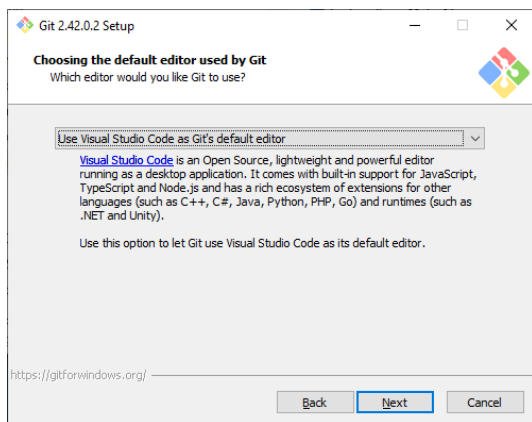 Git 2.42.0.2 Setup
Choosing the default editor used by Git
Which editor would you like Git to use?
Use Visual Studio Code as Git's default editor
Visual Studio Code is an Open Source, lightweight and powerful editor
running as a desktop application. It comes with built-in support for JavaScript,
TypeScript and Node.js and has a rich ecosystem of extensions for other
languages (such as C++, C#, Java, Python, PHP, Go) and runtimes (such as
.NET and Unity).
Use this option to let Git use Visual Studio Code as its default editor.
https://gitforwindows.org/
Back Next Cancel